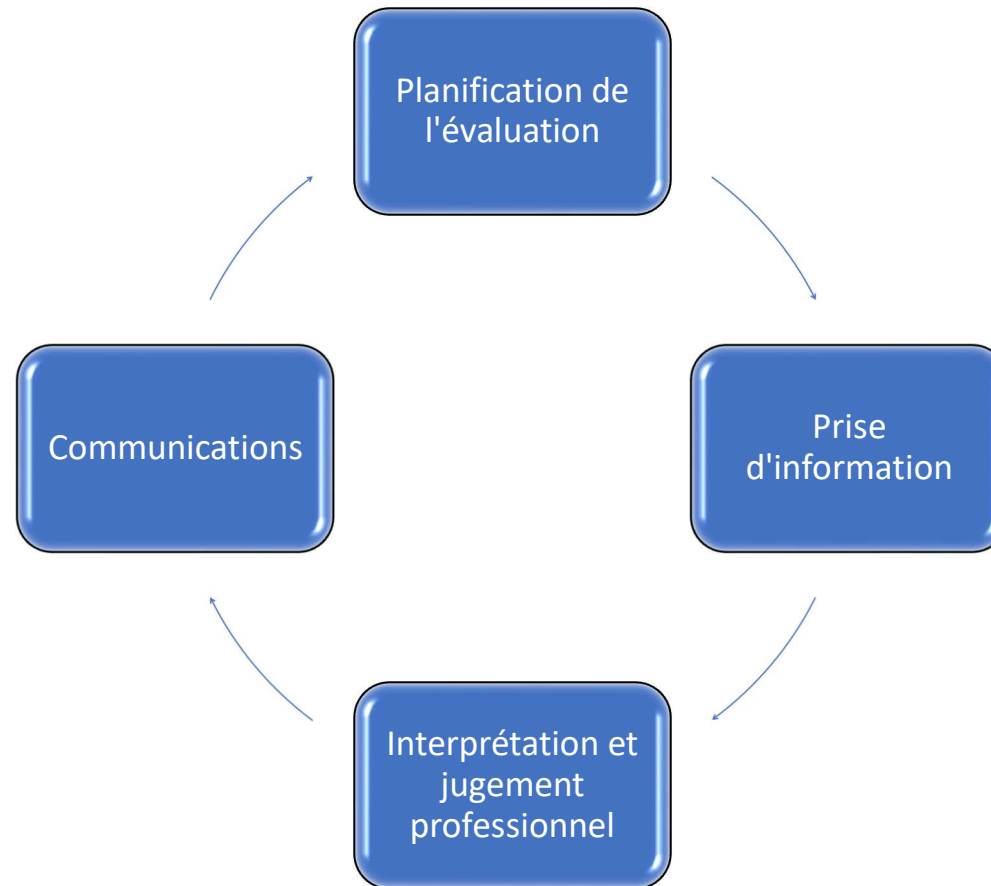 Planification de
l'évaluation
Communications
Prise
d'information
Interprétation et
jugement
professionnel